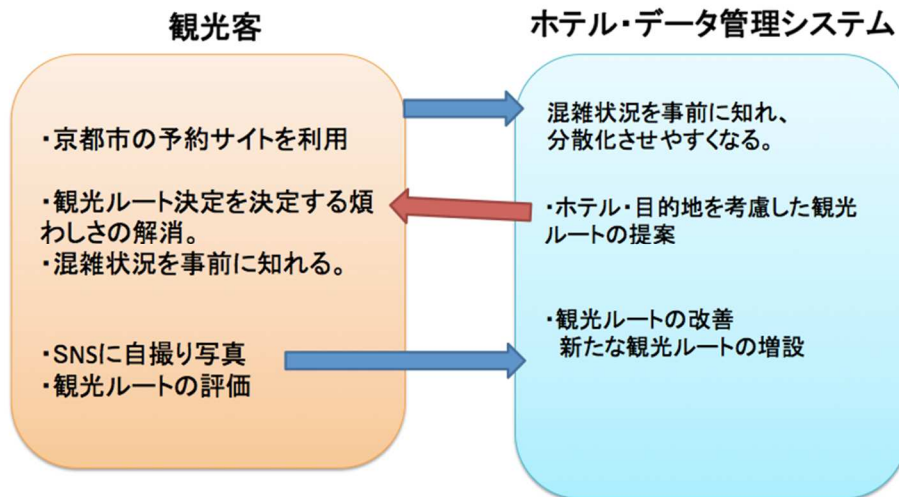 観光客
・京都市の予約サイトを利用
・観光ルート決定を決定する煩
わしさの解消。
・混雑状況を事前に知れる。
・SNSに自撮り写真
・観光ルートの評価
ホテル・データ管理システム
混雑状況を事前に知れ、
分散化させやすくなる。
・ホテル・目的地を考慮した観光
ルートの提案
・観光ルートの改善
新たな観光ルートの増設